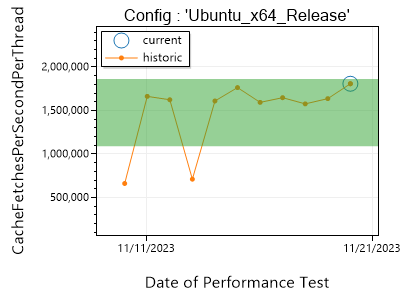 Config : 'Ubuntu_x64_Release'
current
historic
CacheFetchesPerSecondPerThread
2,000,000
1,500,000
1,000,000
500,000
11/11/2023
11/21/2023
Date of Performance Test